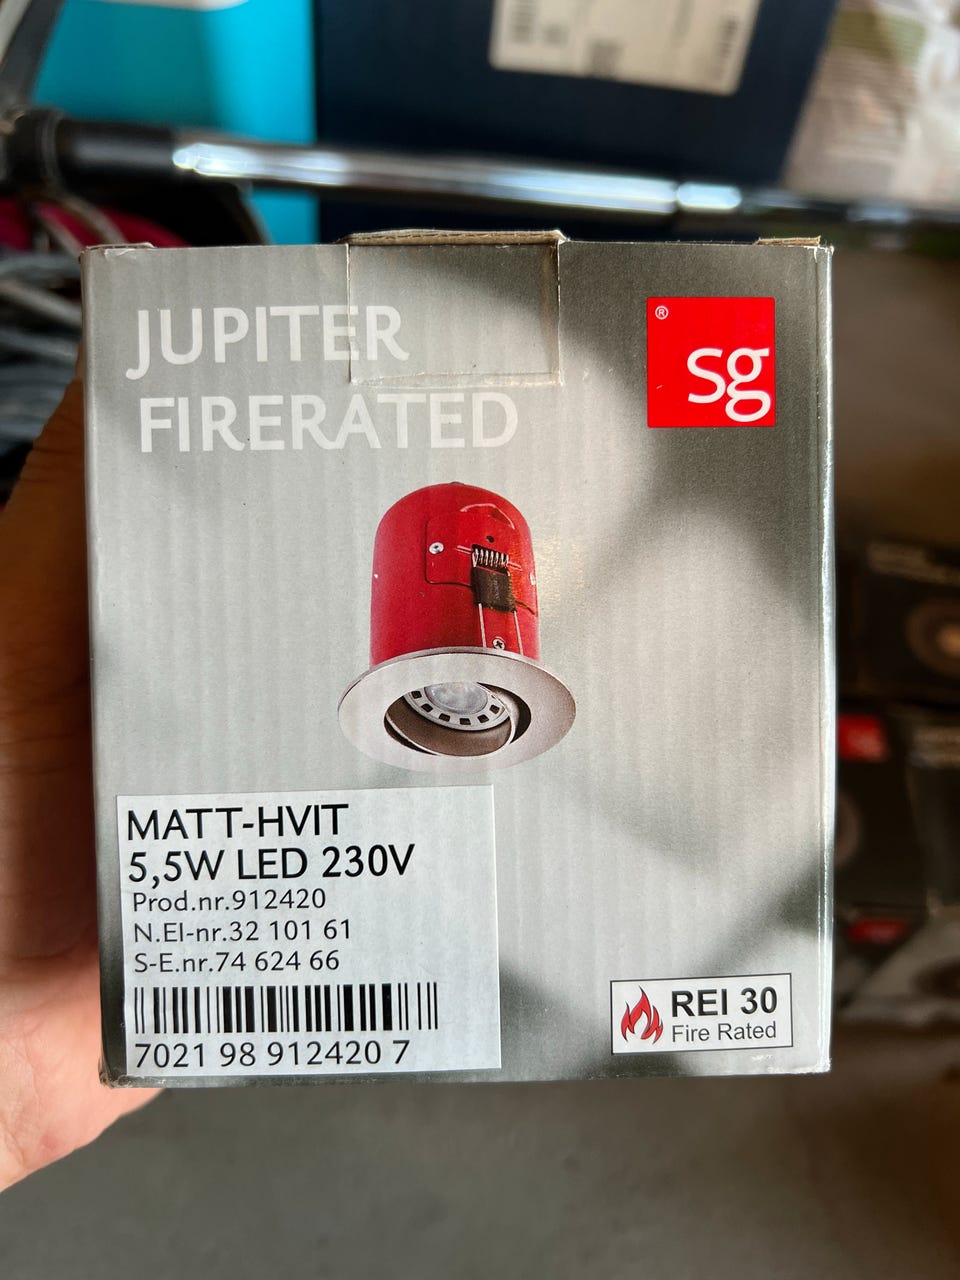 JUPITER
FIRERATED
®
sg
MATT-HVIT
5,5W LED 230V
Prod.nr.912420
N.El-nr.32 101 61
S-E.nr.74 624 66
7021 98 912420 7
REI 30
Fire Rated